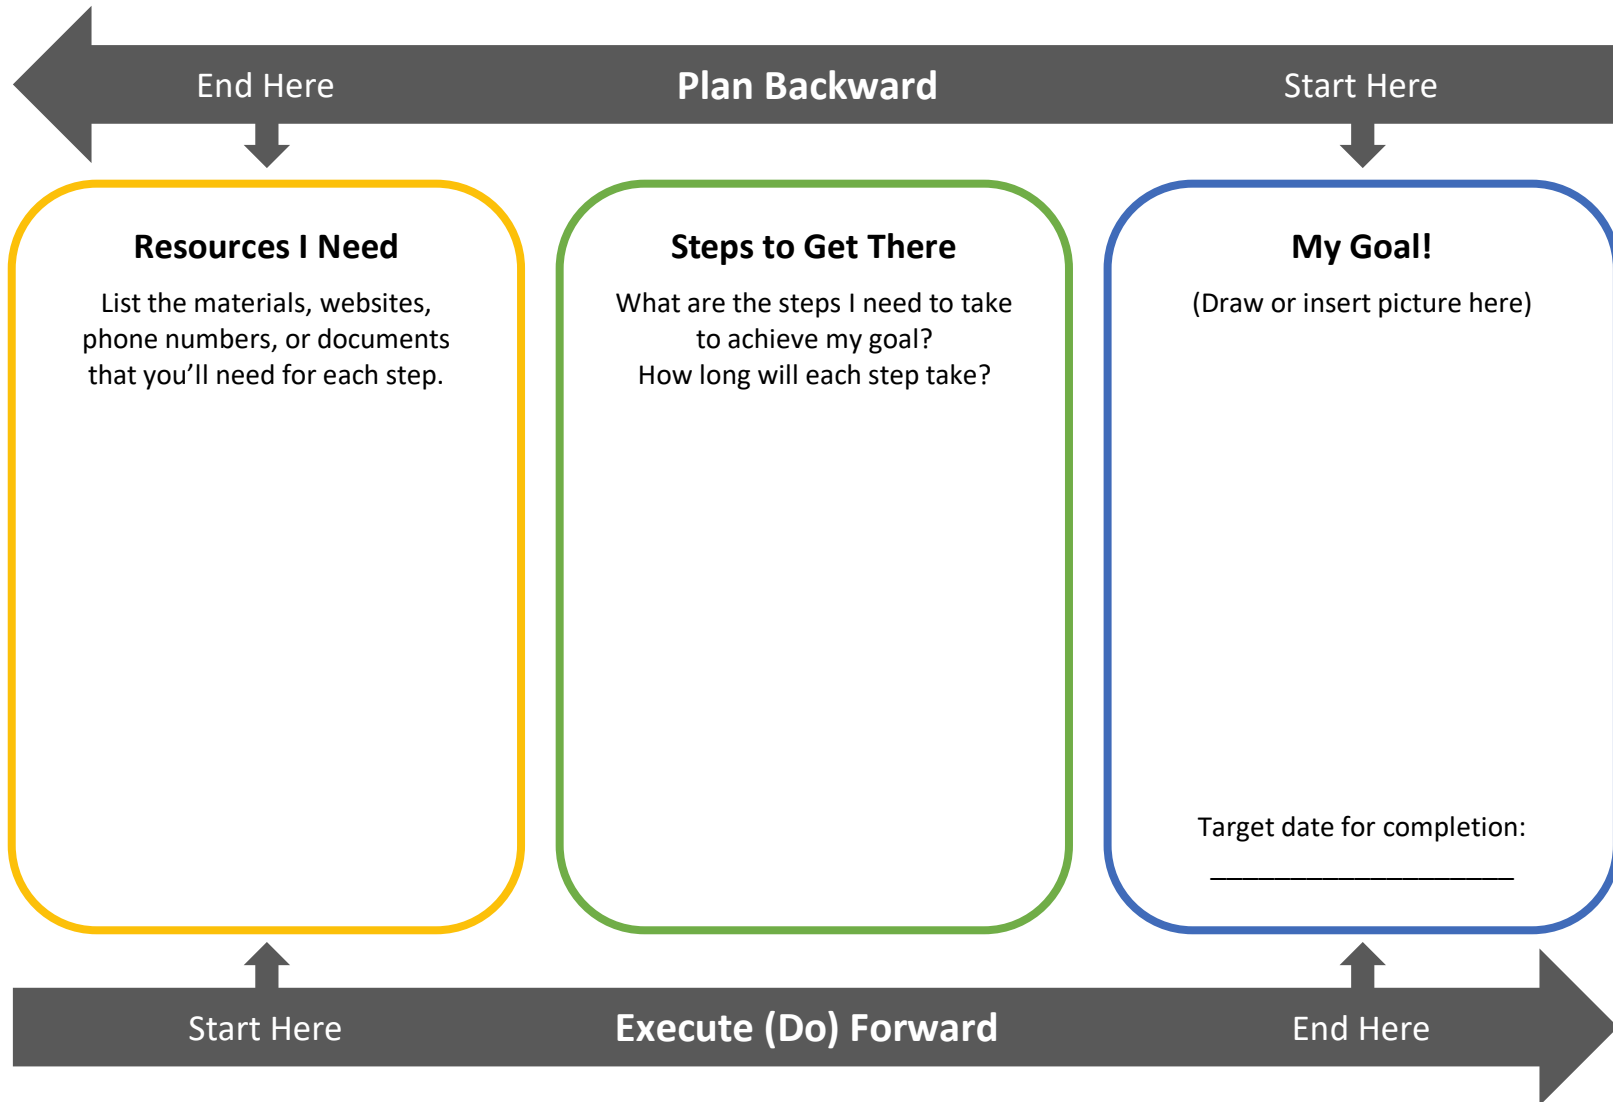 End Here
Plan Backward
Start Here
Resources I Need
List the materials, websites,
phone numbers, or documents
that you’ll need for each step.
Steps to Get There
What are the steps I need to take
to achieve my goal?
How long will each step take?
My Goal!
(Draw or insert picture here)
Target date for completion:
Start Here
Execute (Do) Forward
End Here